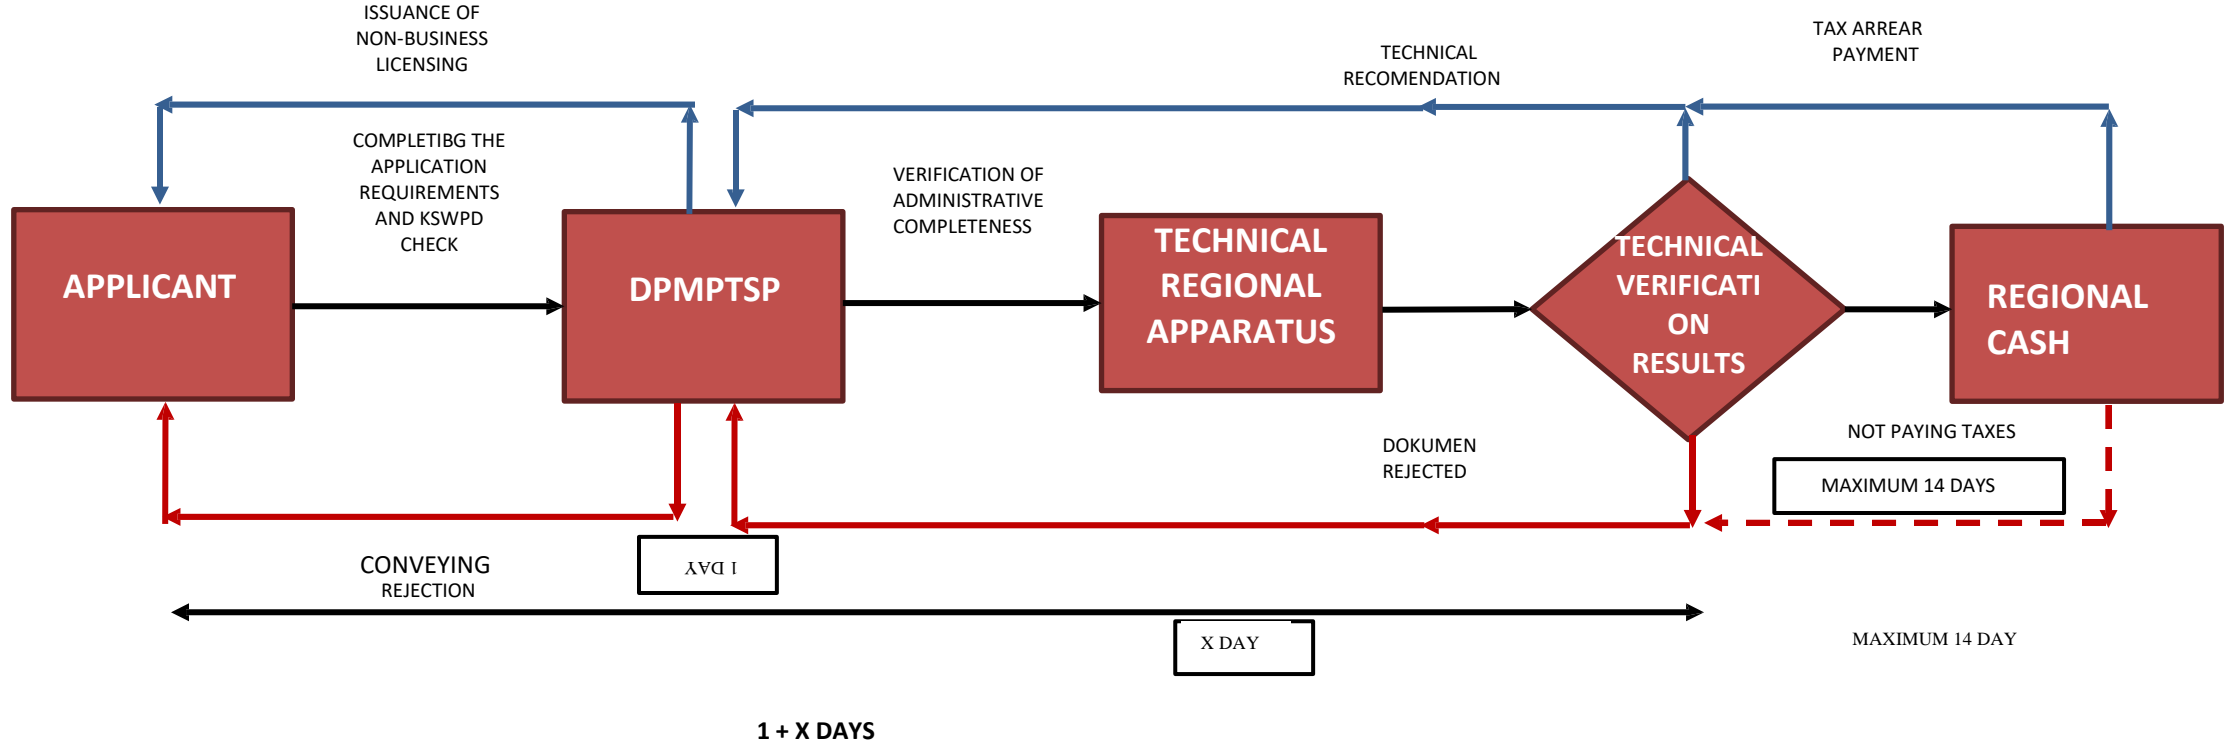 ISSUANCE OF
NON-BUSINESS
LICENSING
TAX ARREAR
PAYMENT
TECHNICAL
RECOMENDATION
COMPLETIBG THE
APPLICATION
REQUIREMENTS
AND KSWPD
CHECK
VERIFICATION OF
ADMINISTRATIVE
COMPLETENESS
APPLICANT
DPMPTSP
TECHNICAL
REGIONAL
APPARATUS
TECHNICAL
VERIFICATI
ON
RESULTS
REGIONAL
CASH
DOKUMEN
REJECTED
NOT PAYING TAXES
MAXIMUM 14 DAYS
CONVEYING
REJECTION
1 DAY
X DAY
MAXIMUM 14 DAY
1 + X DAYS